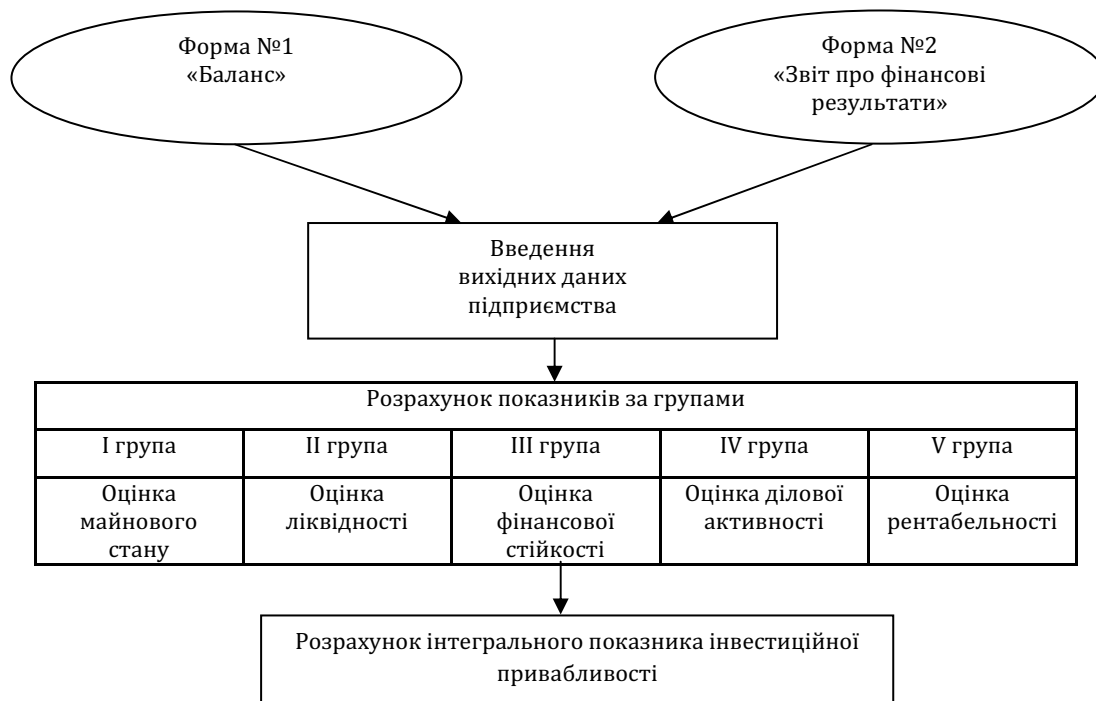 Форма №1
«Баланс»
Форма №2
«Звіт про фінансові
результати»
Введення
вихідних даних
підприємства
Розрахунок показників за групами
I група
II група
III група
IV група
V група
Оцінка
майнового
стану
Оцінка
ліквідності
Оцінка
фінансової
стійкості
Оцінка ділової
активності
Оцінка
рентабельності
Розрахунок інтегрального показника інвестиційної
привабливості